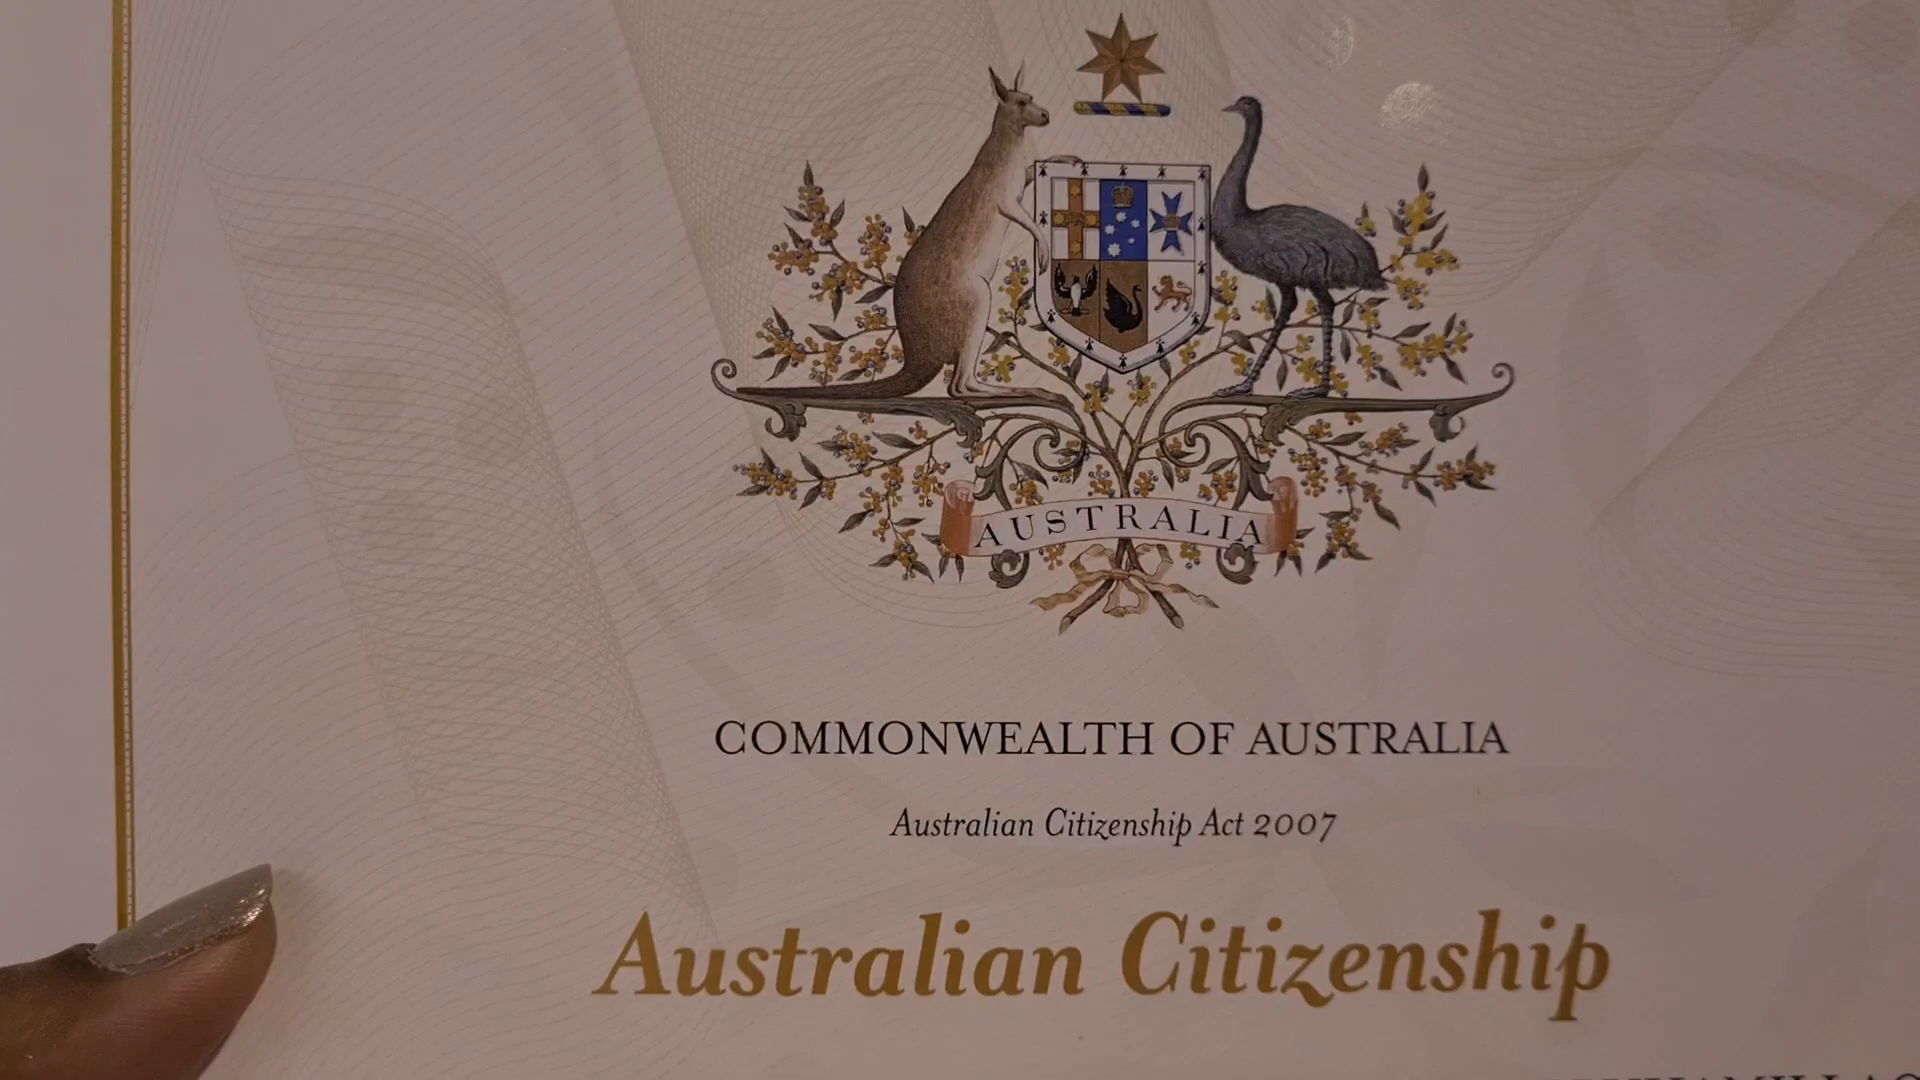 AUSTRALIA
COMMONWEALTH OF AUSTRALIA
Australian Citizenship Act 2007
Australian Citizenship